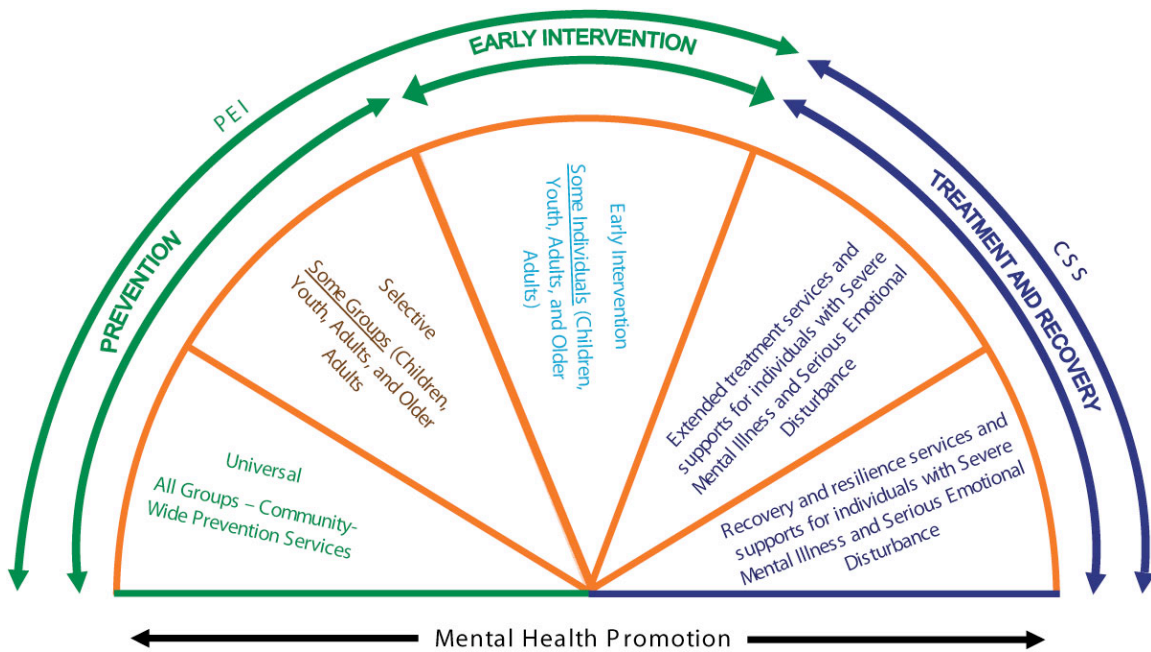 EARLY INTERVENTION
PEI
PREVENTION
TREATMENT AND RECOVERY
CSS
Universal
All Groups – Community-
Wide Prevention Services
Selective
Some Groups (Children,
Youth, Adults, and Older
Adults
Early Intervention
Some Individuals (Children,
Youth, Adults, and Older
Adults)
Extended treatment services and
supports for individuals with Severe
Mental Illness and Serious Emotional
Disturbance
Recovery and resilience services and
supports for individuals with Severe
Mental Illness and Serious Emotional
Disturbance
Mental Health Promotion